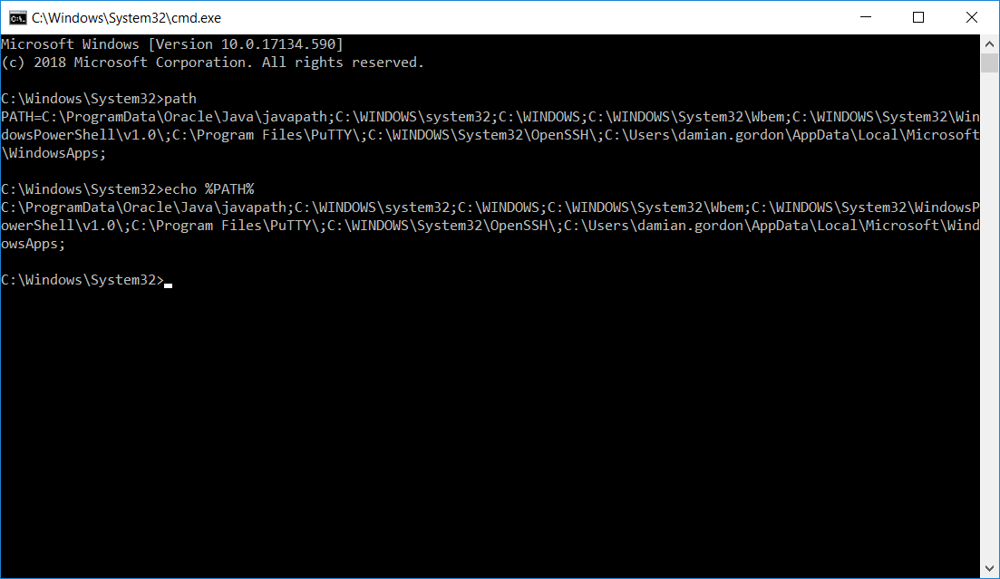 C:\Windows\System32\cmd.exe
Microsoft Windows [Version 10.0.17134.590]
(c) 2018 Microsoft Corporation. All rights reserved.
C:\Windows\System32>path
PATH=C:\ProgramData\Oracle\Java\javapath;C:\WINDOWS\system32;C:\WINDOWS;C:\WINDOWS\System32\Wbem;C:\WINDOWS\System32\Win
dowsPowerShell\v1.0\;C:\Program Files\PuTTY\;C:\WINDOWS\System32\OpenSSH\;C:\Users\damian.gordon\AppData\Local\Microsoft
\WindowsApps;
C:\Windows\System32>echo %PATH%
C:\ProgramData\Oracle\Java\javapath;C:\WINDOWS\system32;C:\WINDOWS;C:\WINDOWS\System32\Wbem;C:\WINDOWS\System32\WindowsP
owerShell\v1.0\;C:\Program Files\PuTTY\;C:\WINDOWS\System32\OpenSSH\;C:\Users\damian.gordon\AppData\Local\Microsoft\Wind
owsApps;
C:\Windows\System32>